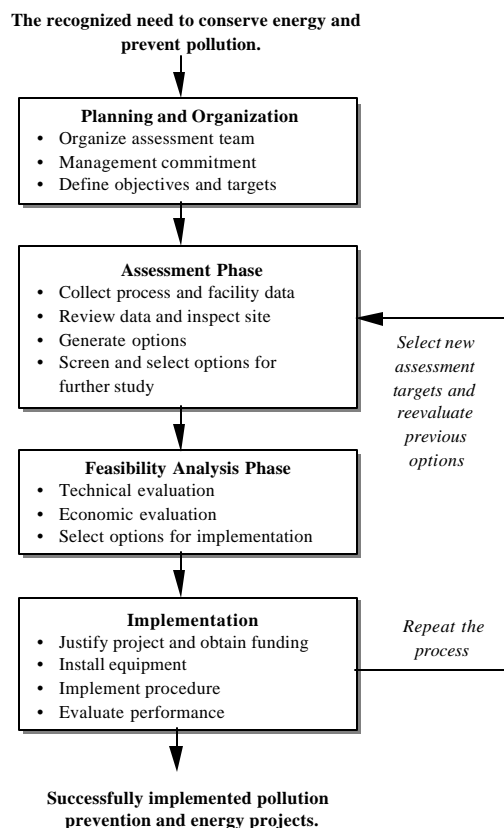 The recognized need to conserve energy and
prevent pollution.
Planning and Organization
• Organize assessment team
• Management commitment
• Define objectives and targets
Assessment Phase
• Collect process and facility data
• Review data and inspect site
• Generate options
• Screen and select options for
further study
Select new
assessment
targets and
reevaluate
previous
options
Feasibility Analysis Phase
• Technical evaluation
• Economic evaluation
• Select options for implementation
Implementation
• Justify project and obtain funding
• Install equipment
• Implement procedure
• Evaluate performance
Repeat the
process
Successfully implemented pollution
prevention and energy projects.